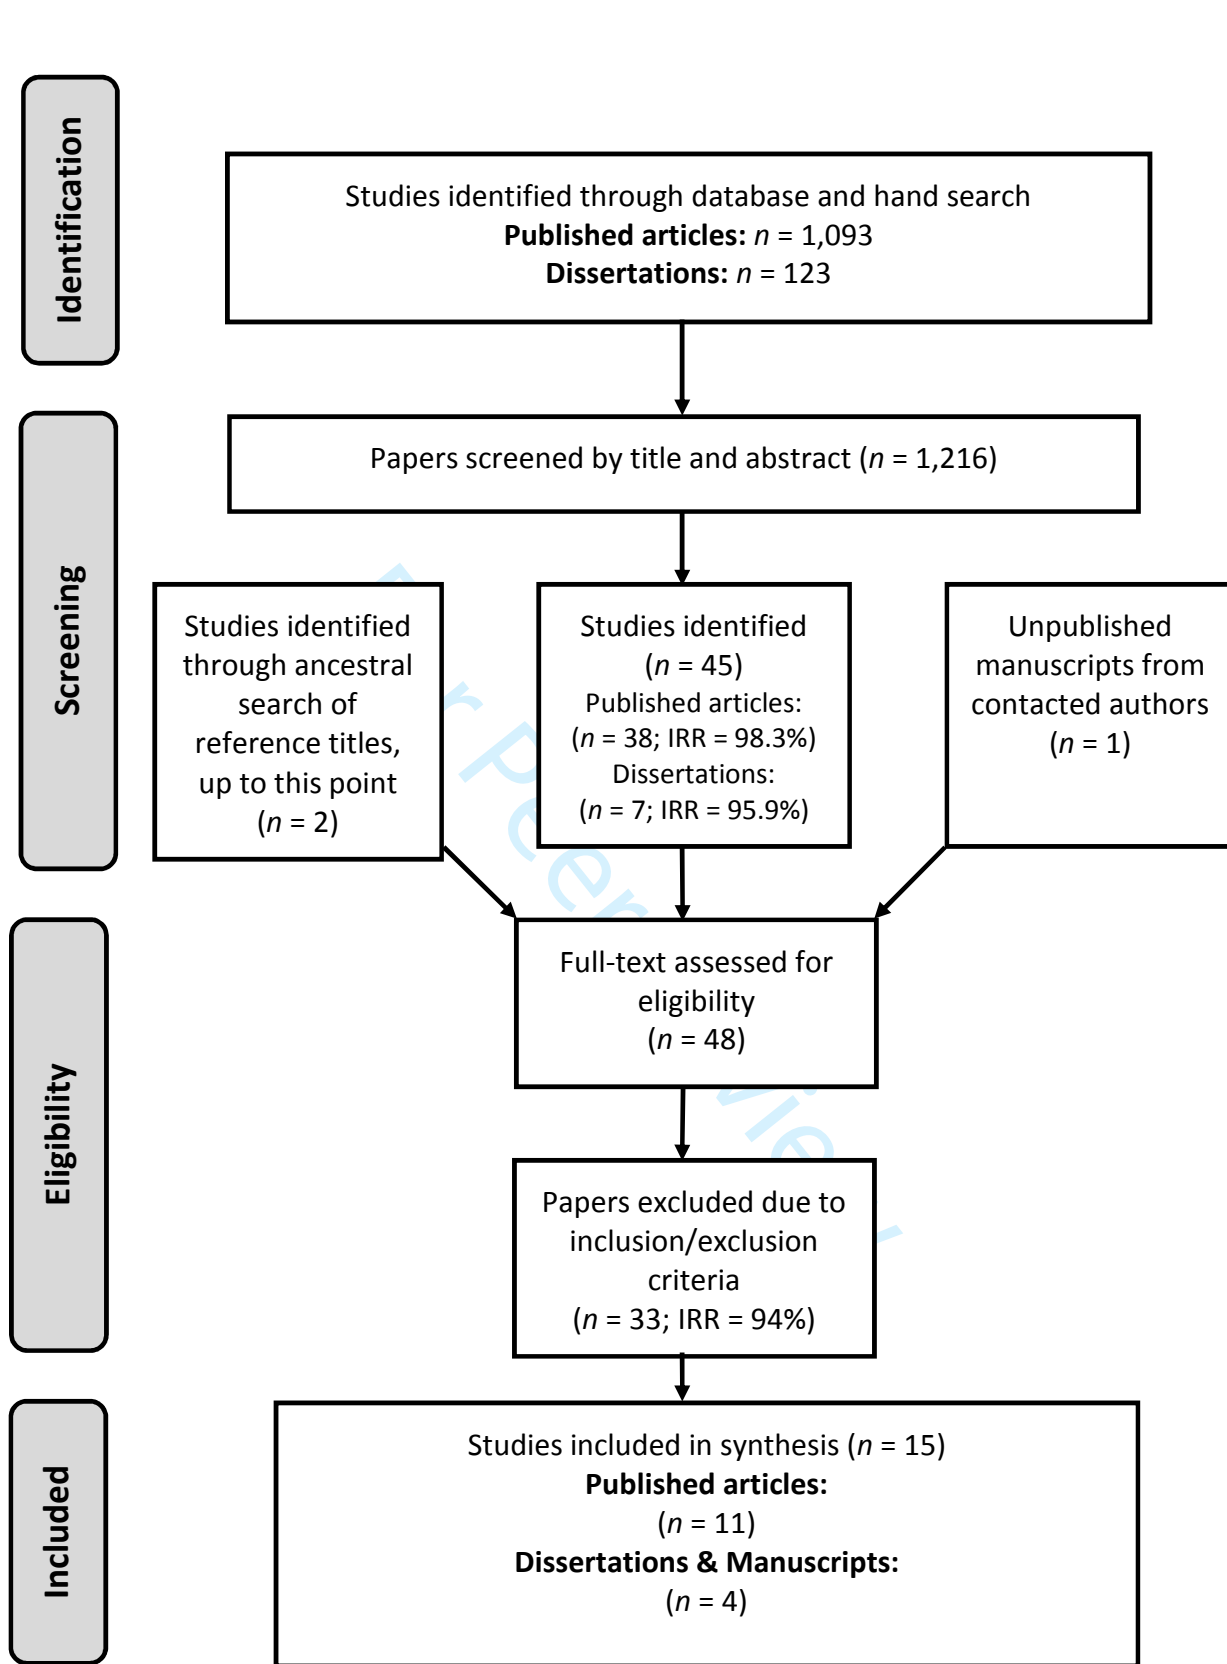 Identification
Studies identified through database and hand search
Published articles: n = 1,093
Dissertations: n = 123
Screening
Papers screened by title and abstract (n = 1,216)
Studies identified
through ancestral
search of
reference titles,
up to this point
(n = 2)
Studies identified
(n = 45)
Published articles:
(n = 38; IRR = 98.3%)
Dissertations:
(n = 7; IRR = 95.9%)
Unpublished
manuscripts from
contacted authors
(n = 1)
Eligibility
Full-text assessed for
eligibility
(n = 48)
Papers excluded due to
inclusion/exclusion
criteria
(n = 33; IRR = 94%)
Included
Studies included in synthesis (n = 15)
Published articles:
(n = 11)
Dissertations & Manuscripts:
(n = 4)